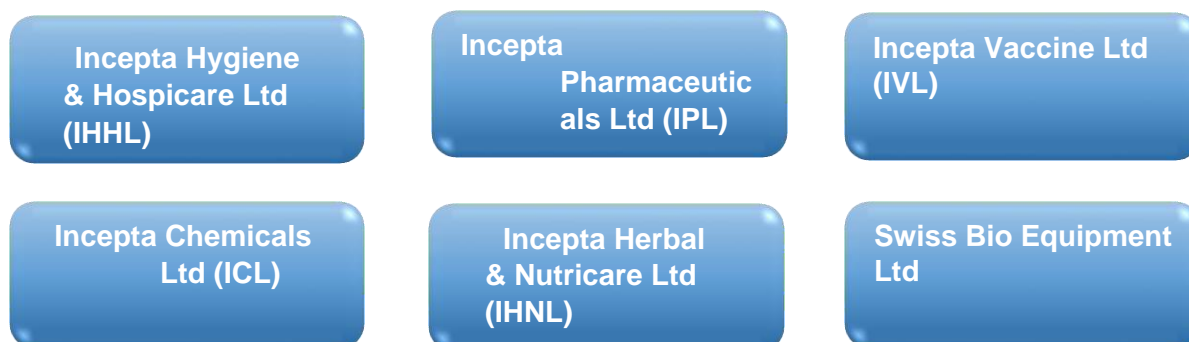 Incepta Hygiene
& Hospicare Ltd
(IHHL)
Incepta
Pharmaceutic
als Ltd (IPL)
Incepta Vaccine Ltd
(IVL)
Incepta Chemicals
Ltd (ICL)
Incepta Herbal
& Nutricare Ltd
(IHNL)
Swiss Bio Equipment
Ltd